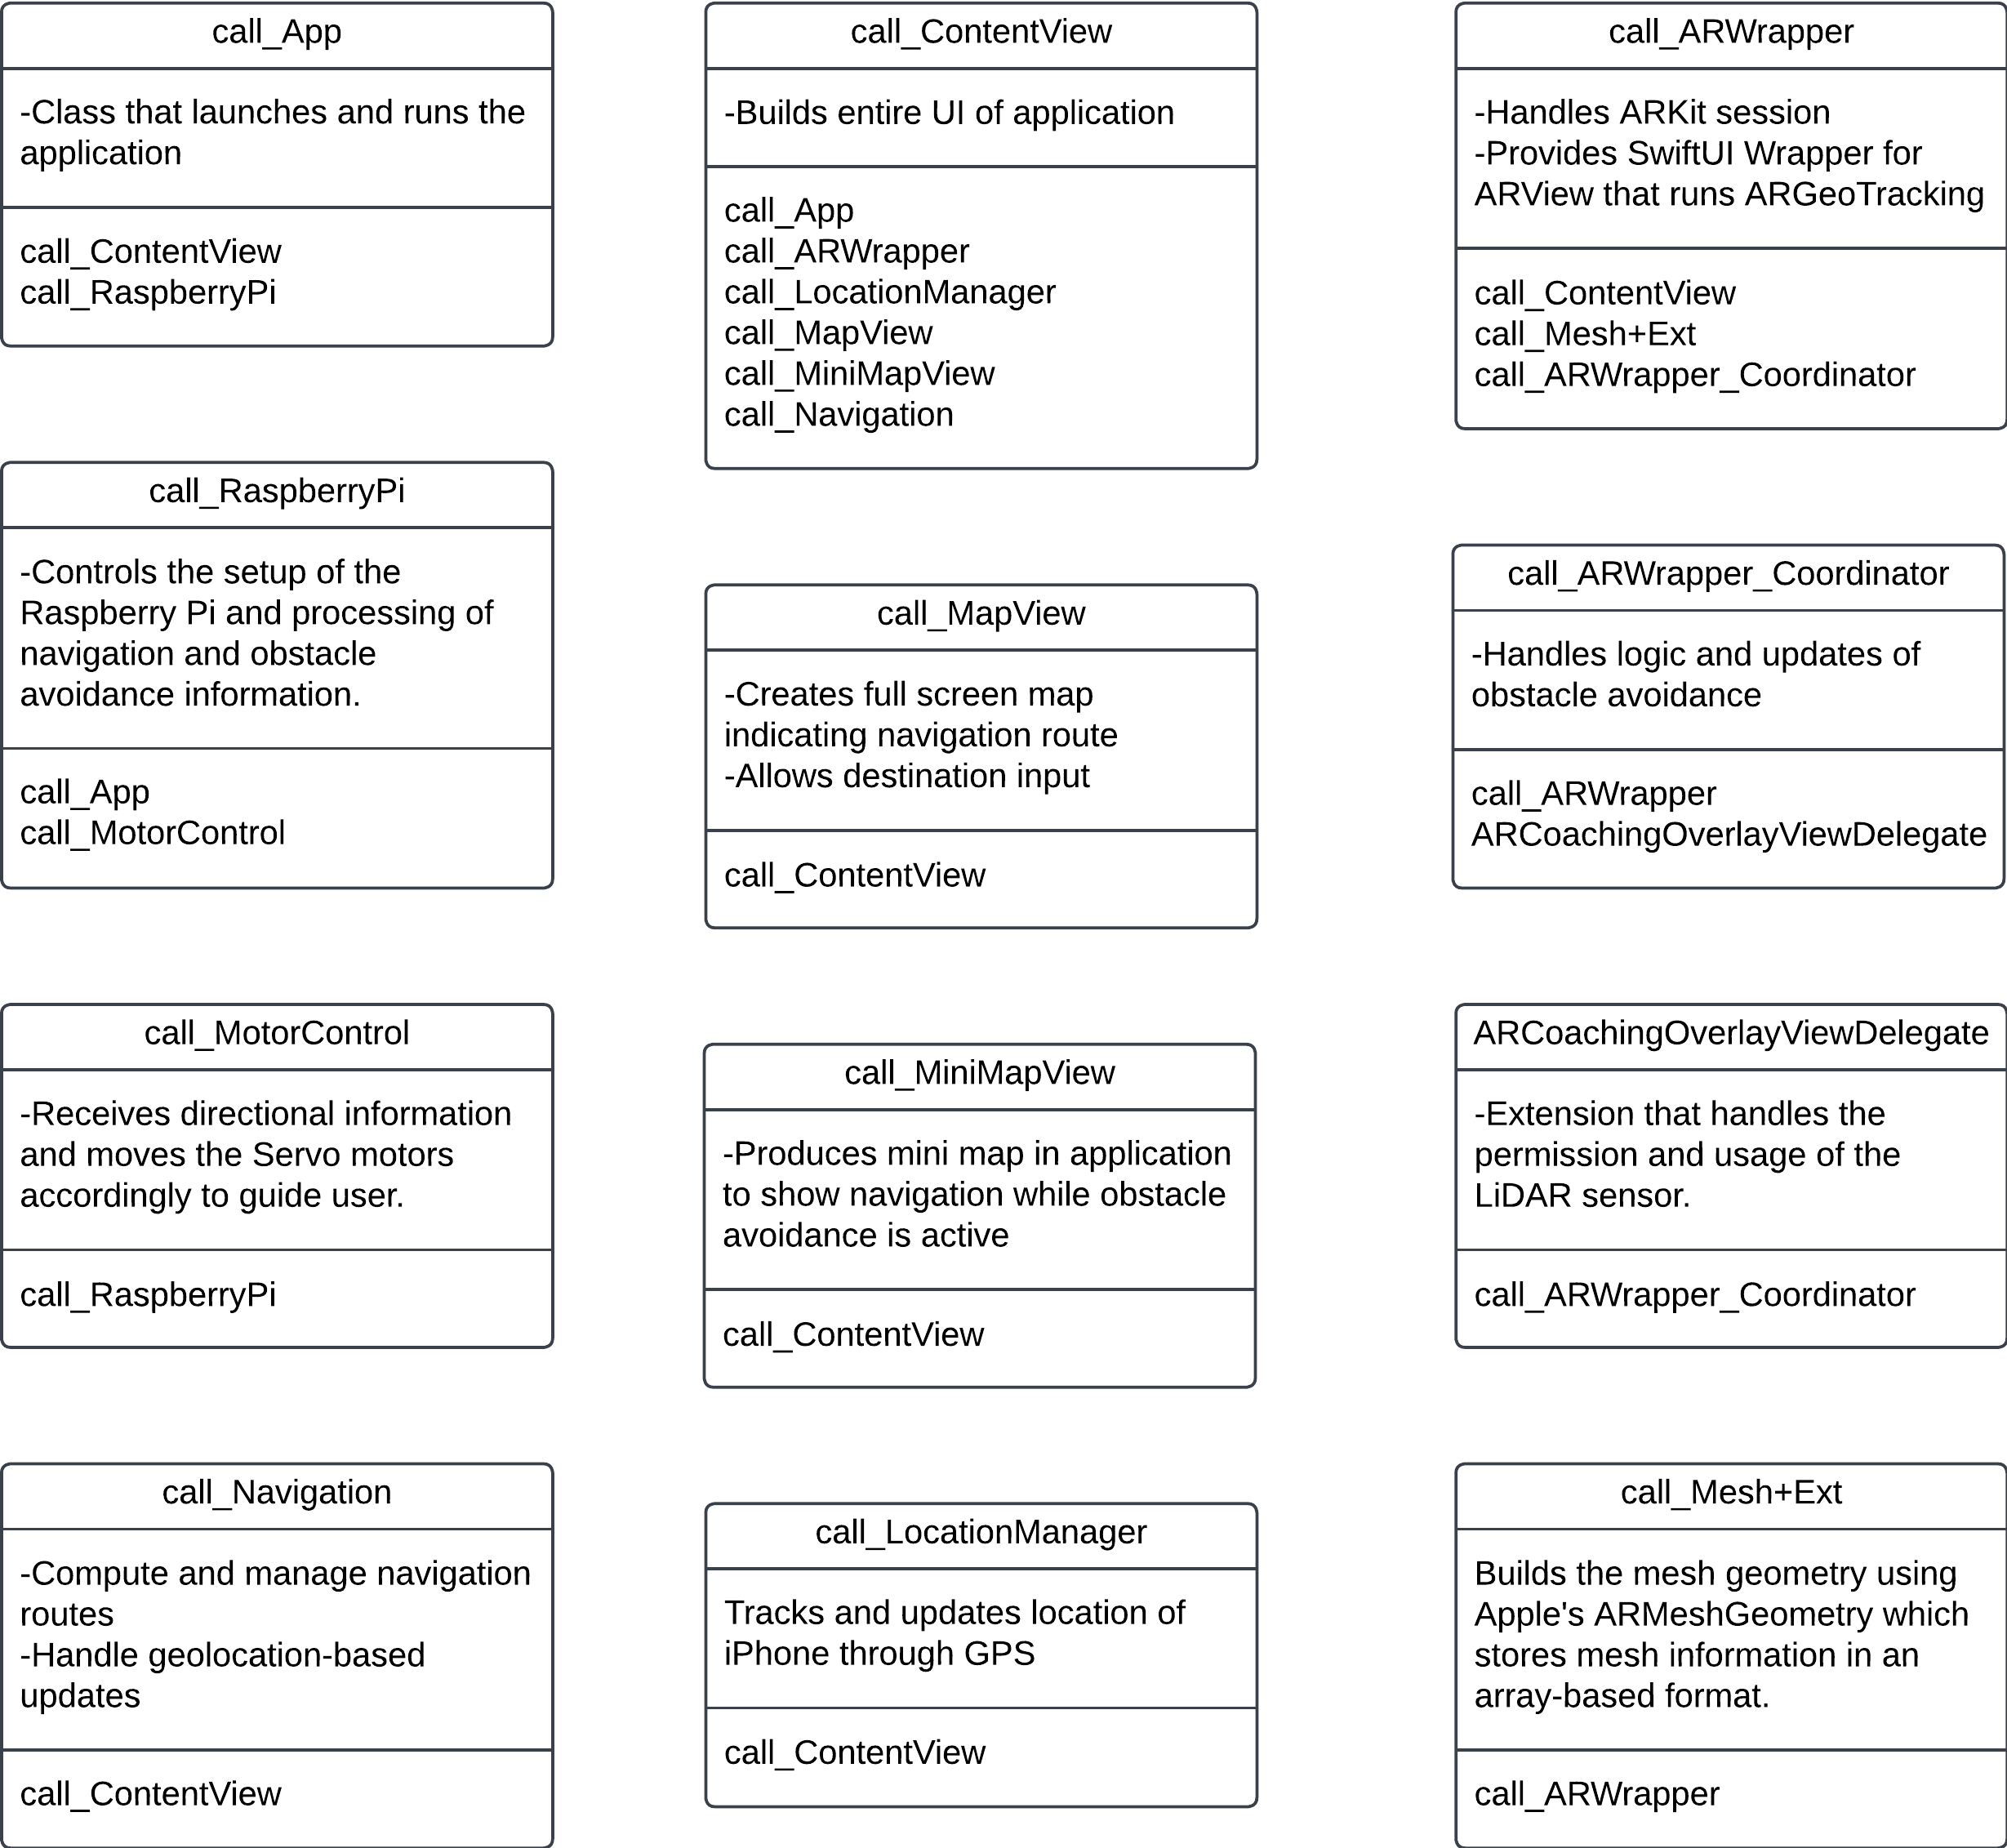 call_App
-Class that launches and runs the
application
call_ContentView
call_RaspberryPi
call_ContentView
-Builds entire UI of application
call_App
call_ARWrapper
call_LocationManager
call_MapView
call_MiniMapView
call_Navigation
call_ARWrapper
-Handles ARKit session
-Provides SwiftUI Wrapper for
ARView that runs ARGeoTracking
call_ContentView
call_Mesh+Ext
call_ARWrapper_Coordinator
call_RaspberryPi
-Controls the setup of the
Raspberry Pi and processing of
navigation and obstacle
avoidance information.
call_App
call_MotorControl
call_MapView
-Creates full screen map
indicating navigation route
-Allows destination input
call_ContentView
call_ARWrapper_Coordinator
-Handles logic and updates of
obstacle avoidance
call_ARWrapper
ARCoachingOverlayViewDelegate
call_MotorControl
-Receives directional information
and moves the Servo motors
accordingly to guide user.
call_RaspberryPi
call_MiniMapView
-Produces mini map in application
to show navigation while obstacle
avoidance is active
call_ContentView
ARCoachingOverlayViewDelegate
-Extension that handles the
permission and usage of the
LiDAR sensor.
call_ARWrapper_Coordinator
call_Navigation
-Compute and manage navigation
routes
-Handle geolocation-based
updates
call_ContentView
call_LocationManager
Tracks and updates location of
iPhone through GPS
call_ContentView
call_Mesh+Ext
Builds the mesh geometry using
Apple's ARMeshGeometry which
stores mesh information in an
array-based format.
call_ARWrapper